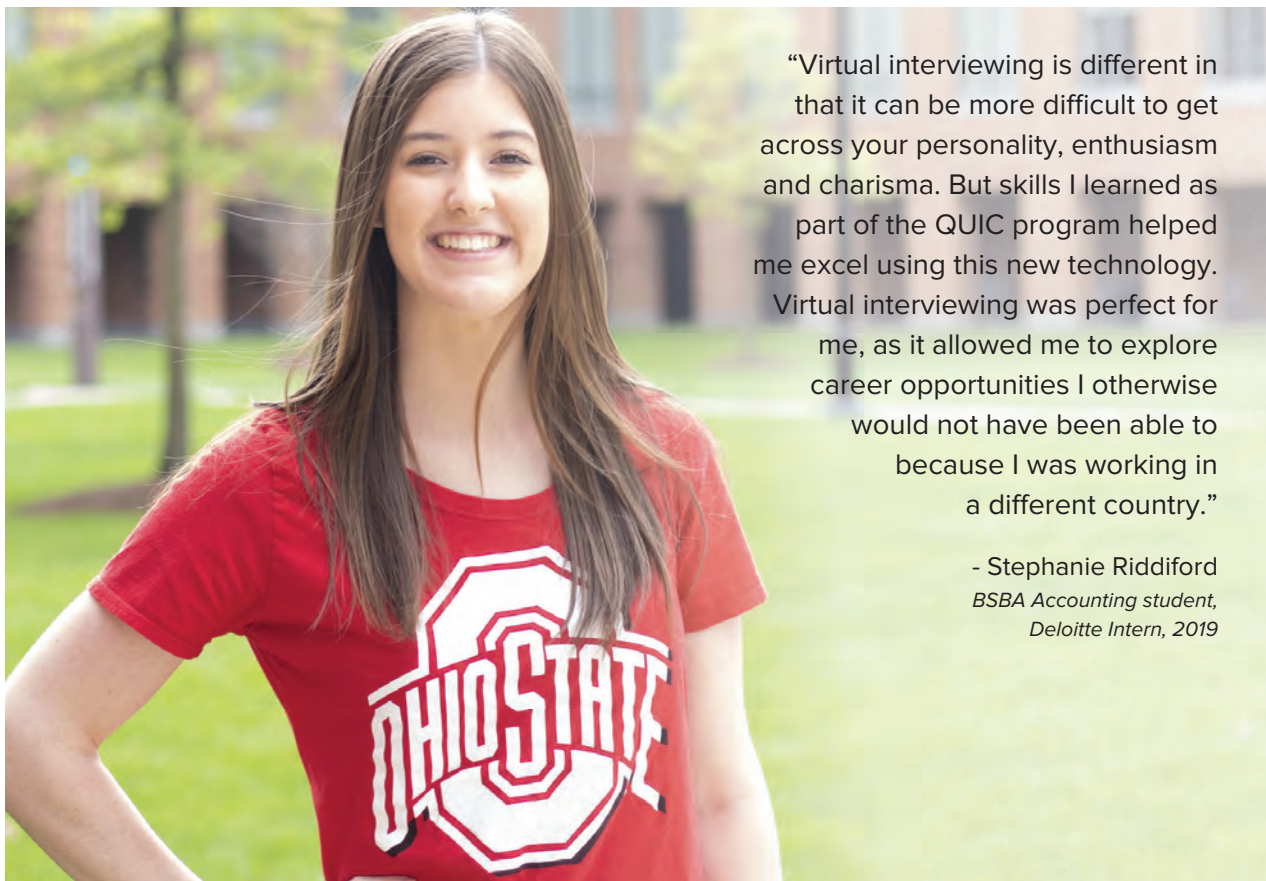 “Virtual interviewing is different in
that it can be more difficult to get
across your personality, enthusiasm
and charisma. But skills I learned as
part of the QUIC program helped
me excel using this new technology.
Virtual interviewing was perfect for
me, as it allowed me to explore
career opportunities I otherwise
would not have been able to
because I was working in
a different country.”
- Stephanie Riddiford
BSBA Accounting student,
Deloitte Intern, 2019
OHIO STATE